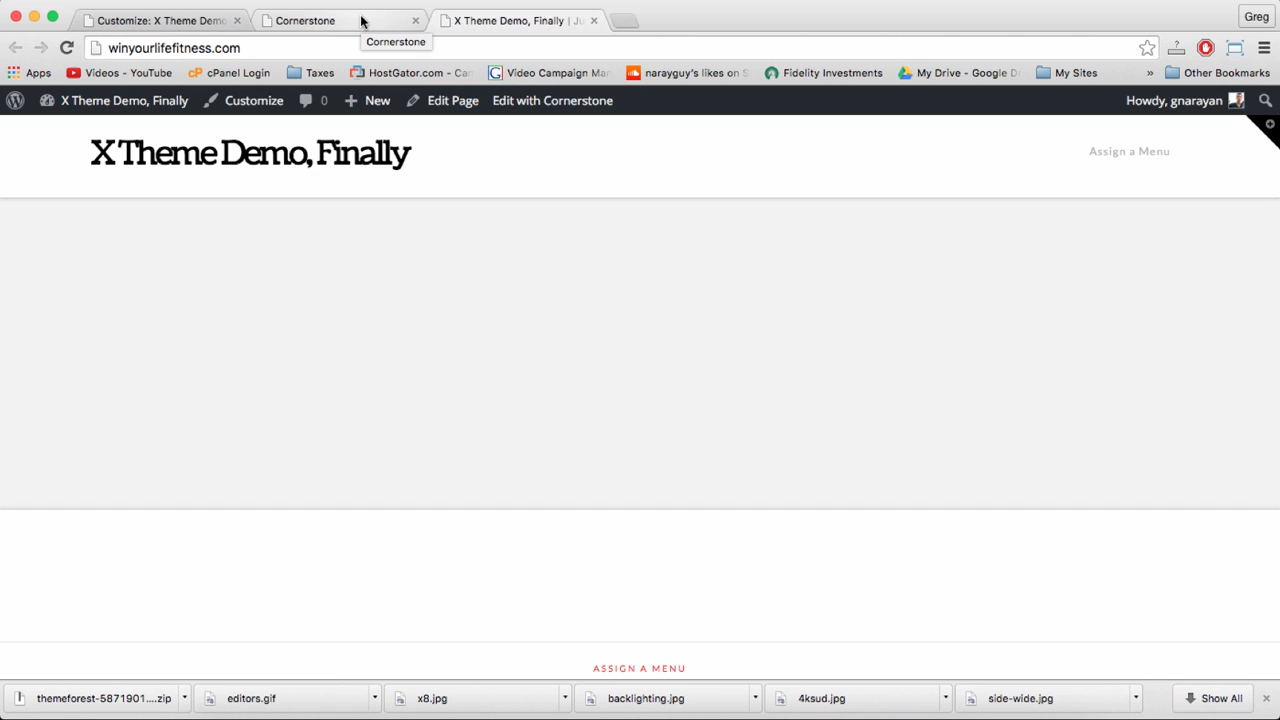 Customize: X Theme Demo
Cornerstone
X Theme Demo, Finally | Ju
Greg
winyourlifefitness.com
Cornerstone
Apps
Videos - YouTube
cPanel Login
Taxes
HostGator.com - Ca
Video Campaign Ma
narayguy's likes on S
Fidelity Investments
My Drive - Google D
My Sites
»
Other Bookmarks
X Theme Demo, Finally
Customize
0
New
Edit Page
Edit with Cornerstone
Howdy, gnarayan
X Theme Demo, Finally
Assign a Menu
ASSIGN A MENU
themeforest-5871901....zip
editors.gif
x8.jpg
backlighting.jpg
4ksud.jpg
side-wide.jpg
Show All